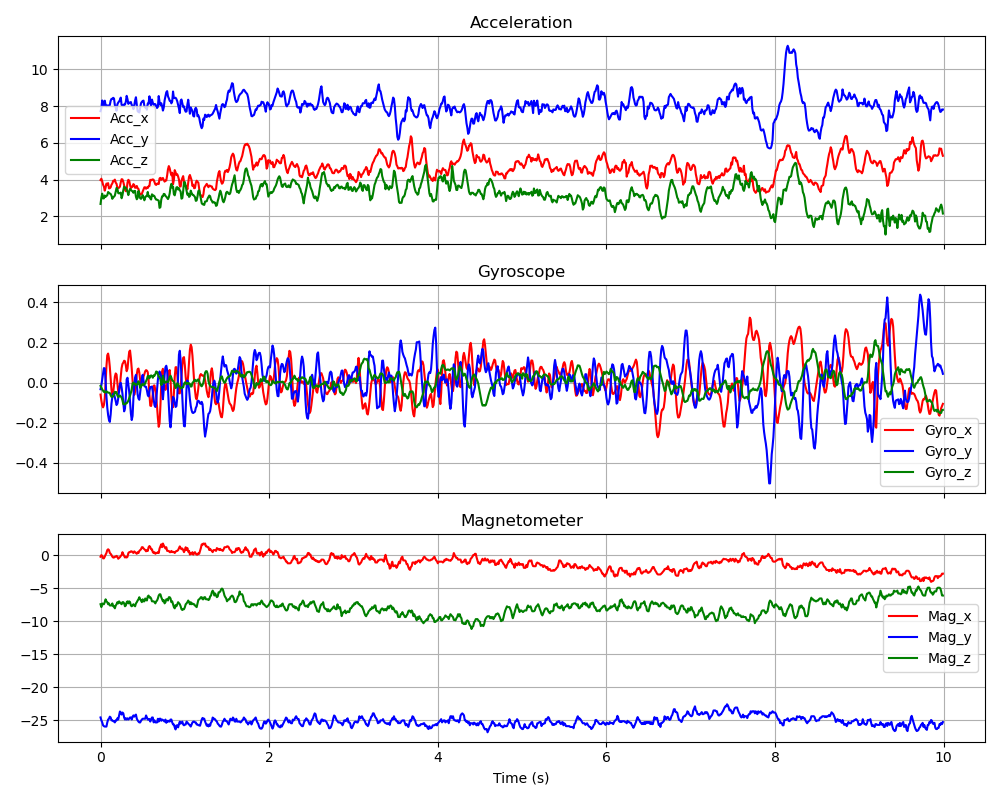 Acceleration
10
8
6
4
2
Acc_x
Acc_y
Acc_z
Gyroscope
0.4
0.2
0.0
−0.2
−0.4
Gyro_x
Gyro_y
Gyro_z
Magnetometer
0
−5
−10
−15
−20
−25
Mag_x
Mag_y
Mag_z
0 2 4 6 8 10
Time (s)